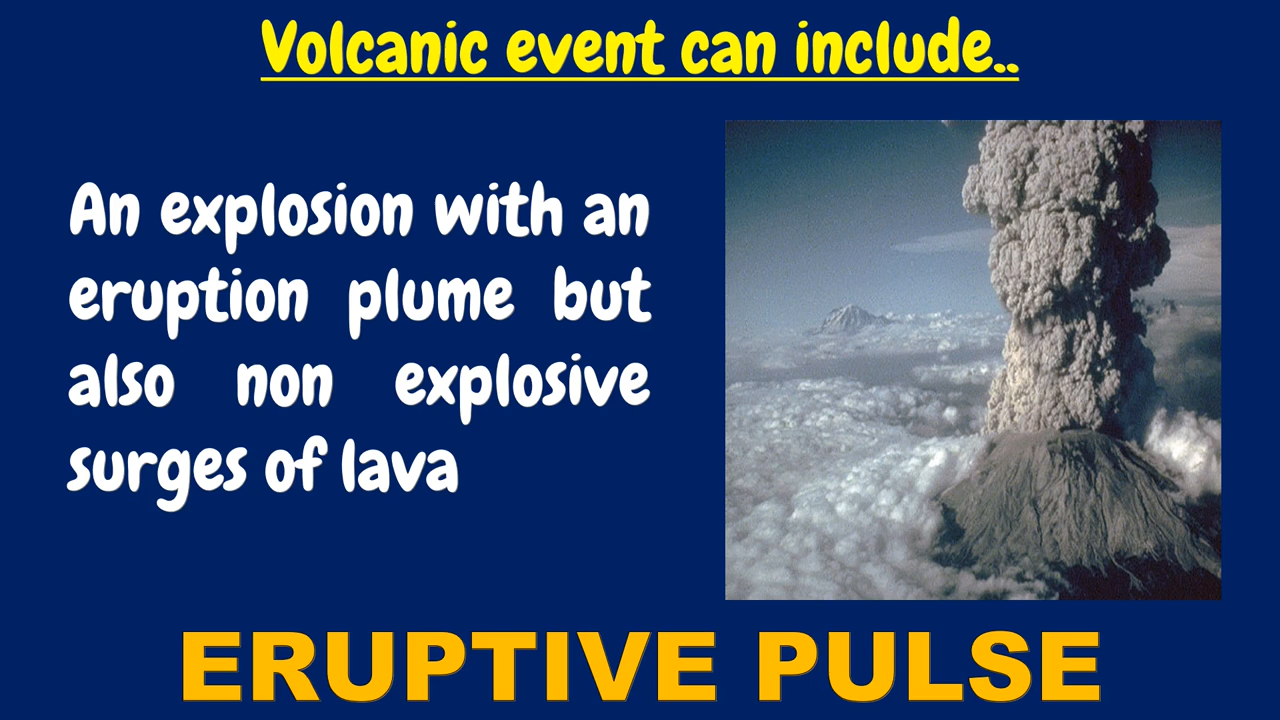 Volcanic event can include..
An explosion with an
eruption plume but
also non explosive
surges of lava
ERUPTIVE PULSE